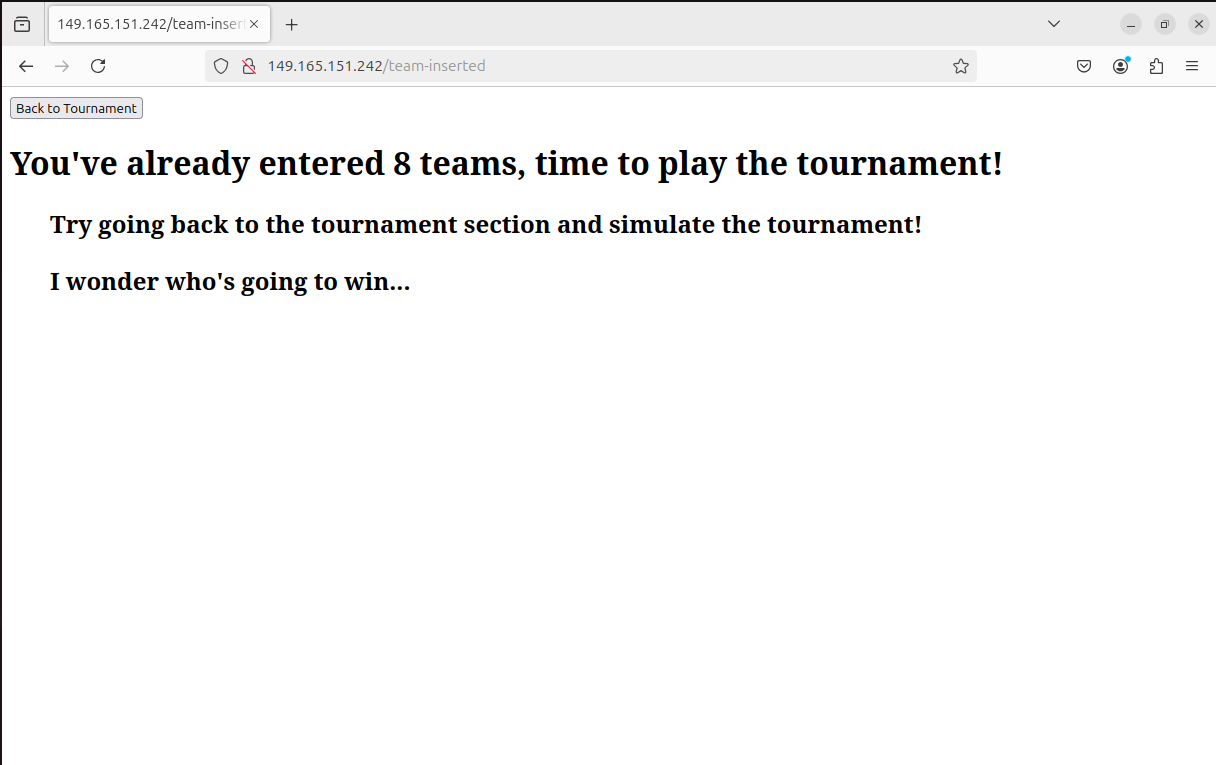 149.165.151.242/team-inser
149.165.151.242/team-inserted
Back to Tournament
You've already entered 8 teams, time to play the tournament!
Try going back to the tournament section and simulate the tournament!
I wonder who's going to win...